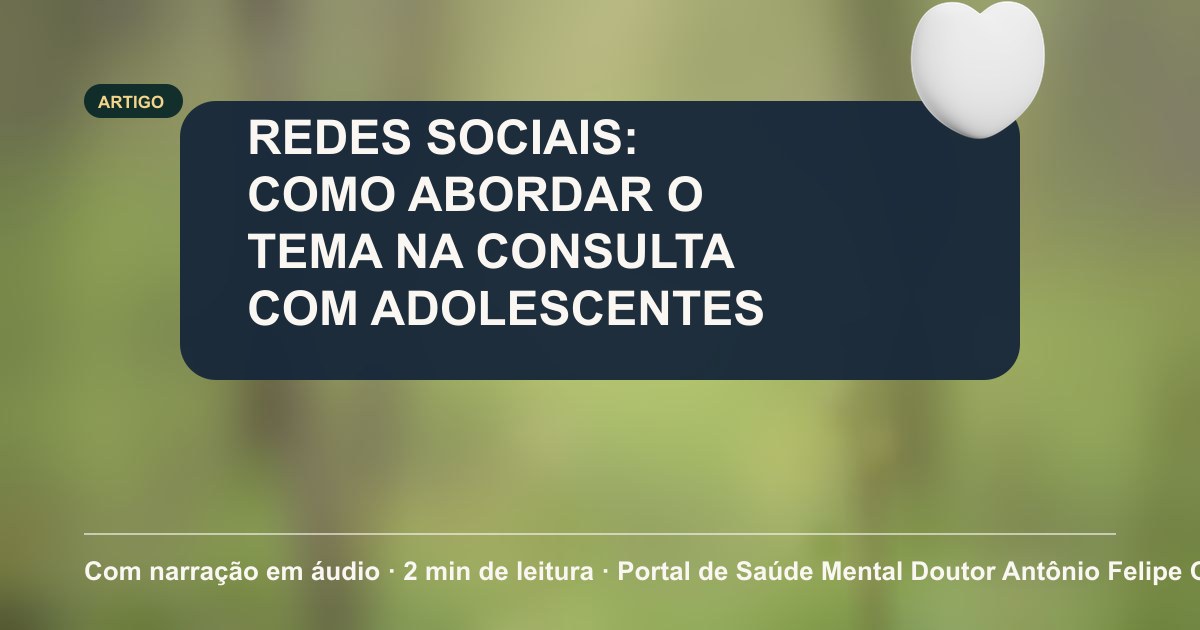 ARTIGO
REDES SOCIAIS:
COMO ABORDAR O
TEMA NA CONSULTA
COM ADOLESCENTES
Com narração em áudio · 2 min de leitura · Portal de Saúde Mental Doutor Antônio Felipe